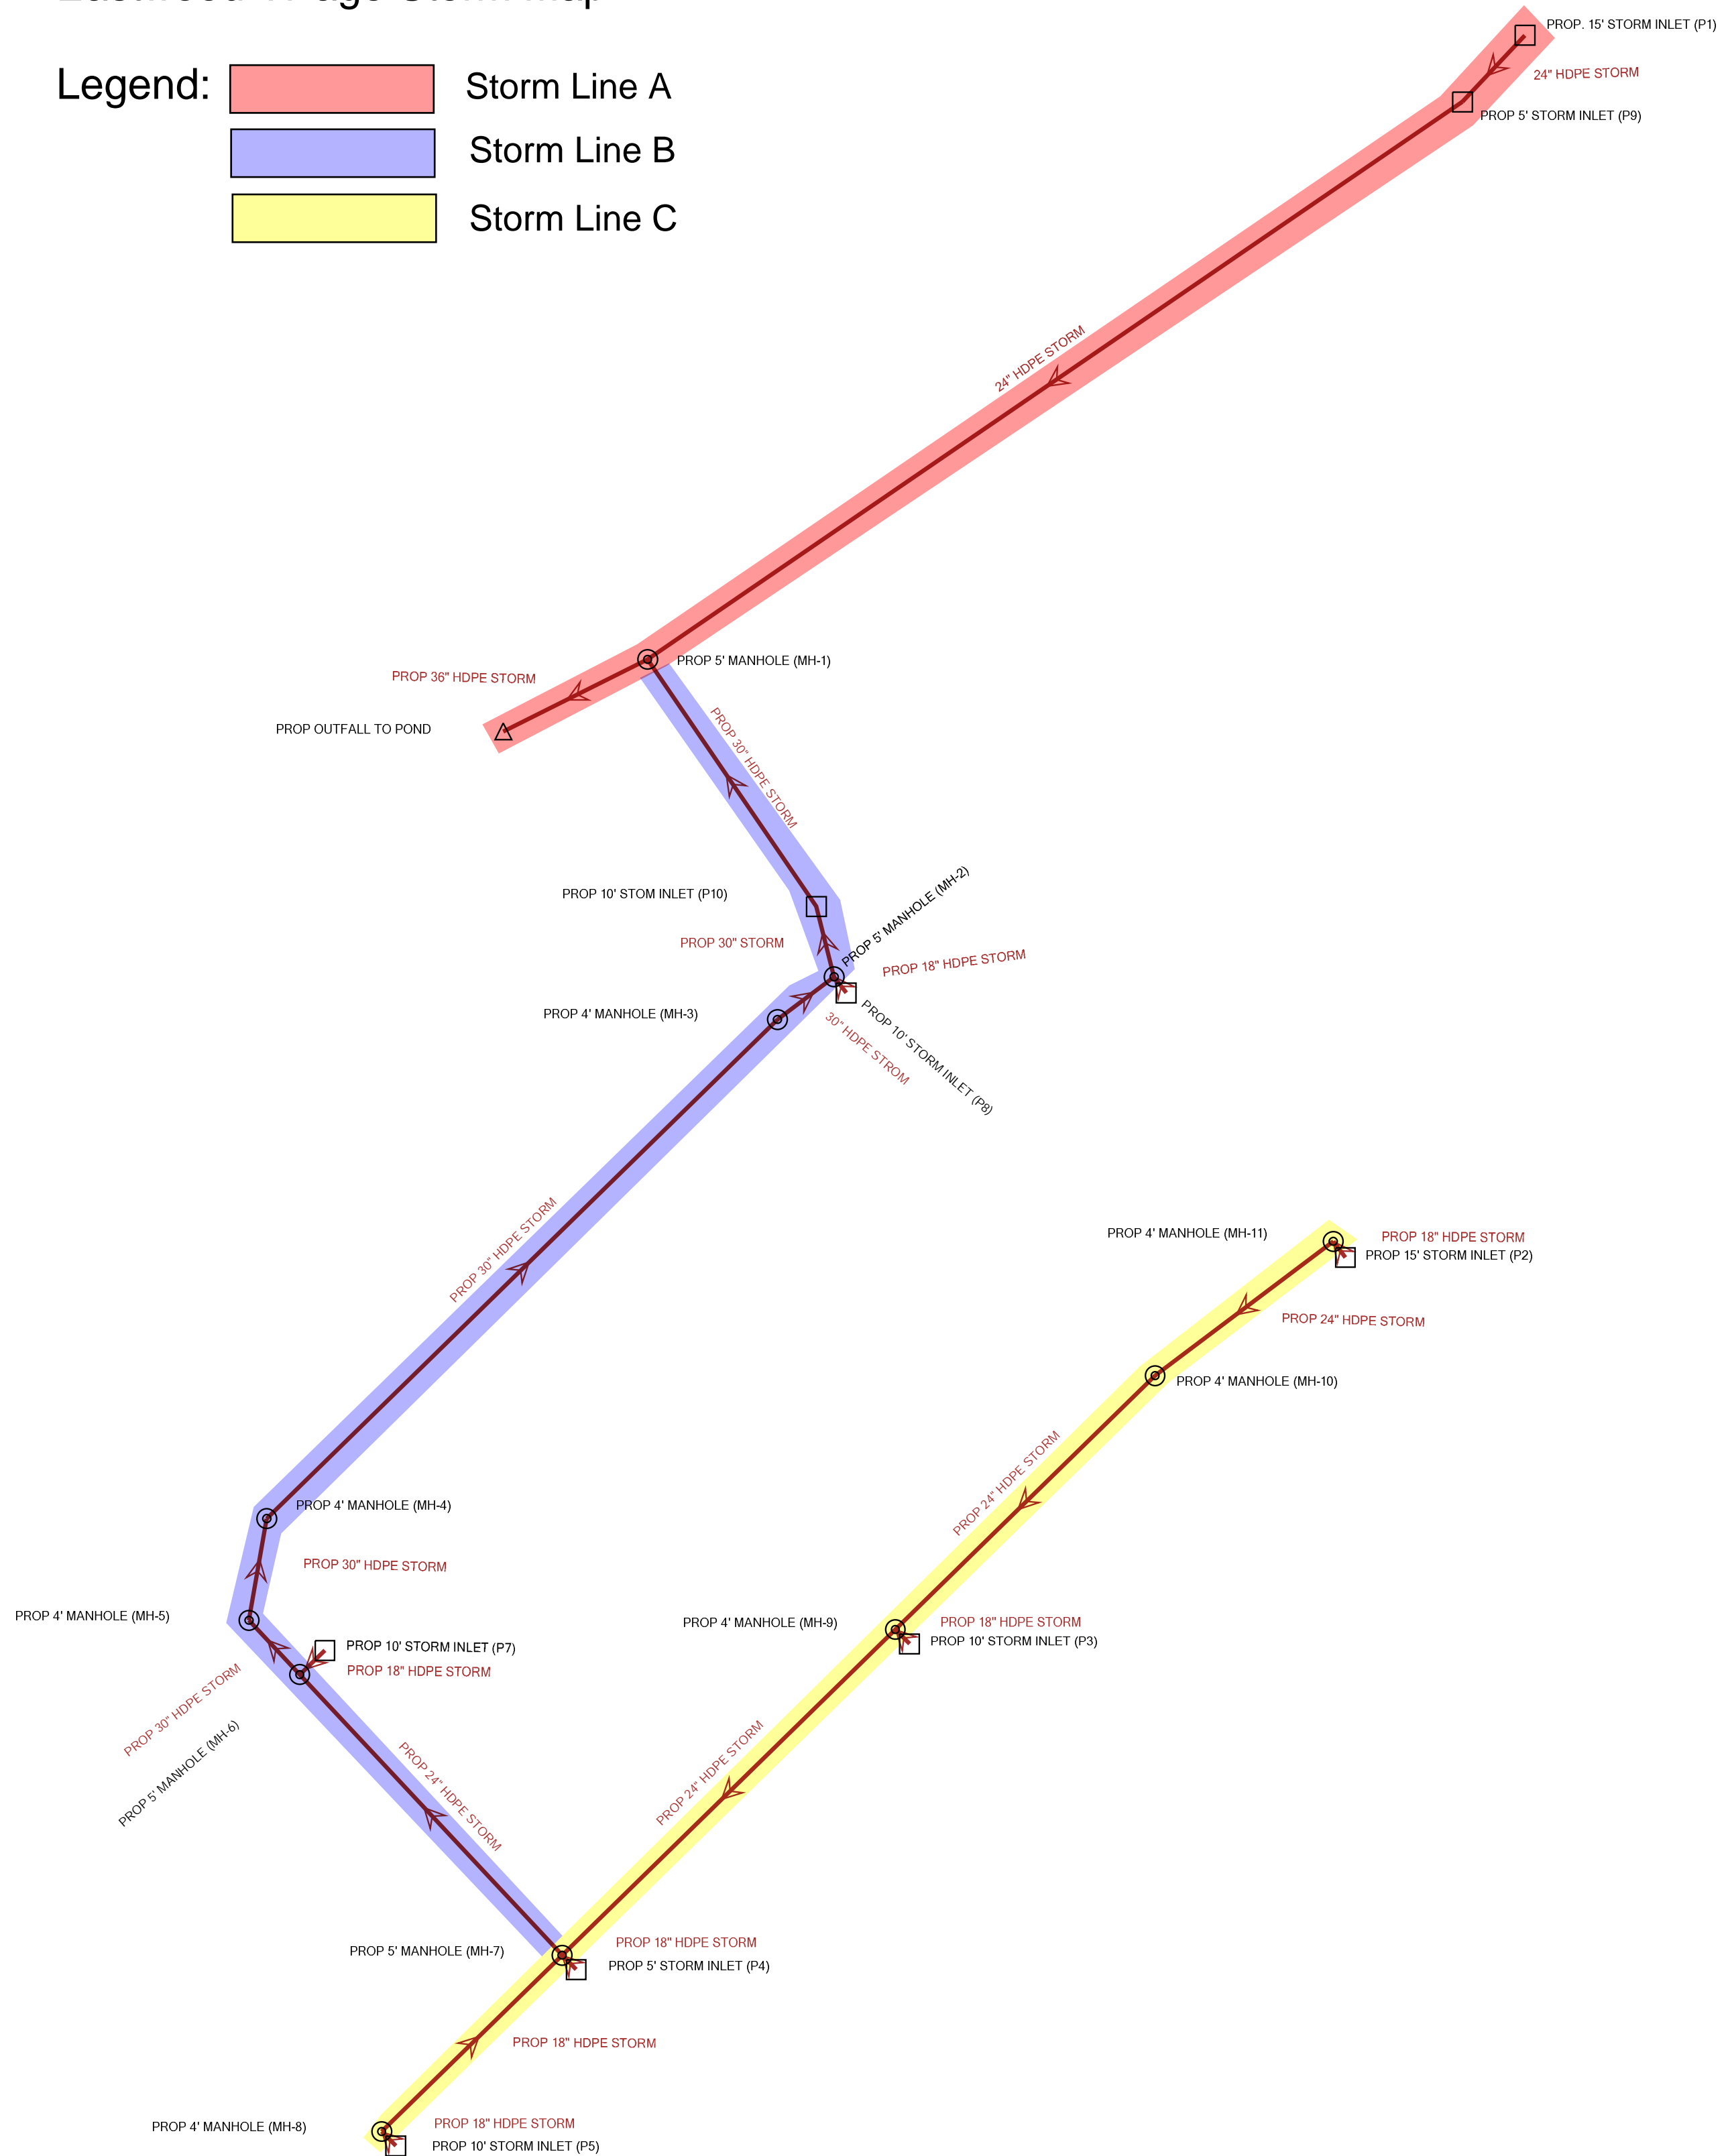 Legend:
Storm Line A
Storm Line B
Storm Line C
PROP. 15' STORM INLET (P1)
24" HDPE STORM
PROP 5' STORM INLET (P9)
24" HDPE STORM
PROP 5' MANHOLE (MH-1)
PROP 36" HDPE STORM
PROP OUTFALL TO POND
PROP 30" HDPE STORM
PROP 10' STOM INLET (P10)
PROP 5' MANHOLE (MH-2)
PROP 30" STORM
PROP 18" HDPE STORM
PROP 4' MANHOLE (MH-3)
30" HDPE STROM
PROP 10' STORM INLET (P8)
PROP 30" HDPE STORM
PROP 4' MANHOLE (MH-11)
PROP 18" HDPE STORM
PROP 15' STORM INLET (P2)
PROP 24" HDPE STORM
PROP 4' MANHOLE (MH-10)
PROP 24" HDPE STORM
PROP 4' MANHOLE (MH-4)
PROP 30" HDPE STORM
PROP 4' MANHOLE (MH-5)
PROP 4' MANHOLE (MH-9)
PROP 18" HDPE STORM
PROP 10' STORM INLET (P3)
PROP 10' STORM INLET (P7)
PROP 18" HDPE STORM
PROP 30" HDPE STORM
PROP 5' MANHOLE (MH-6)
PROP 24" HDPE STORM
PROP 24" HDPE STORM
PROP 5' MANHOLE (MH-7)
PROP 18" HDPE STORM
PROP 5' STORM INLET (P4)
PROP 18" HDPE STORM
PROP 4' MANHOLE (MH-8)
PROP 18" HDPE STORM
PROP 10' STORM INLET (P5)